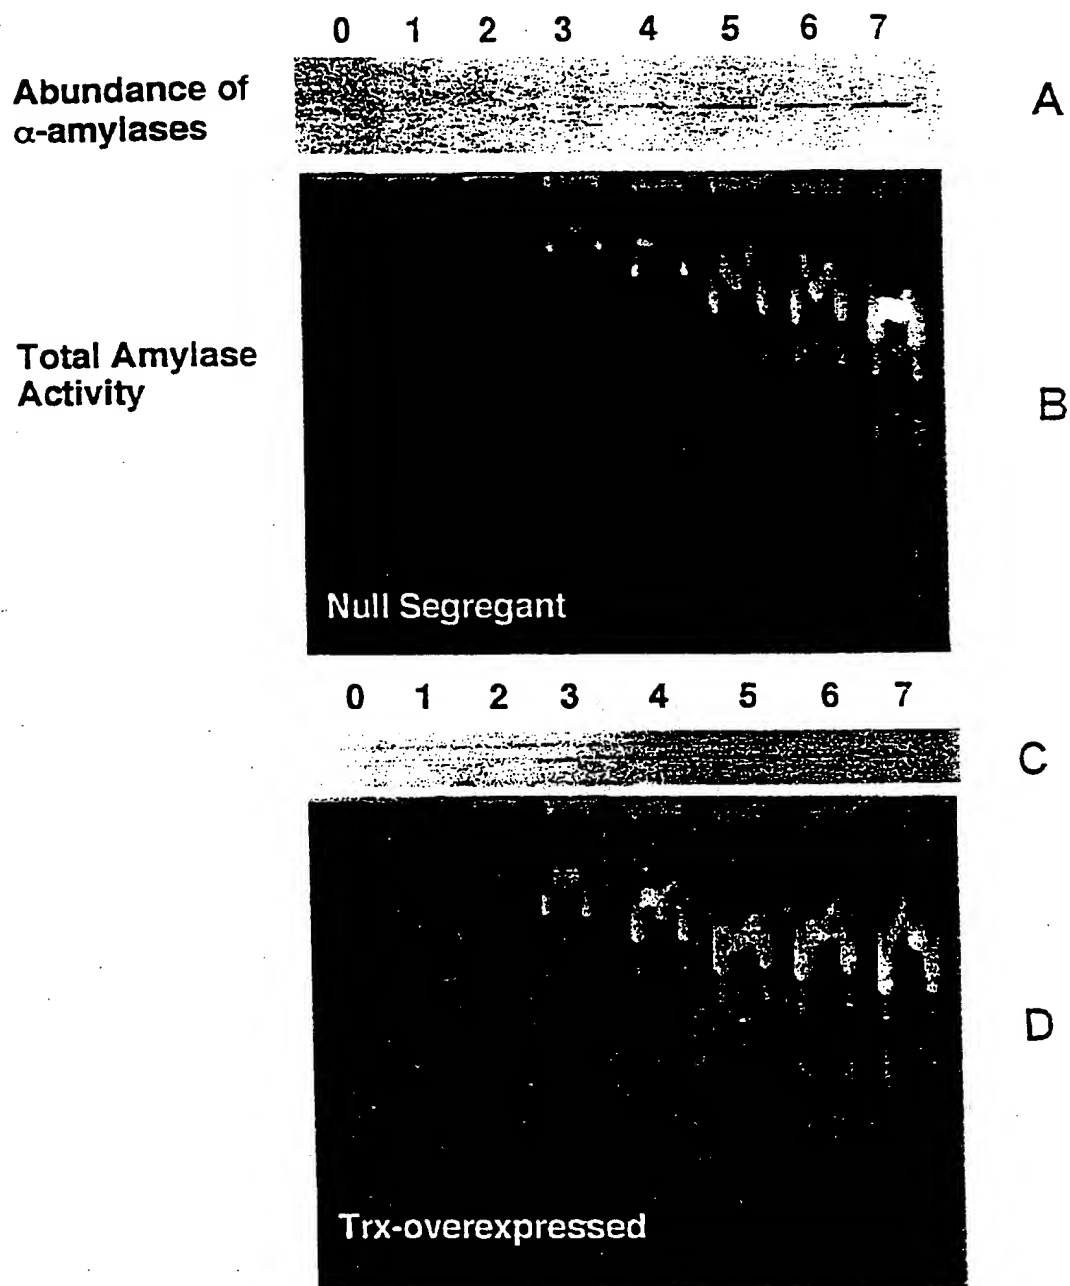 0 1 2 3 4 5 6 7
Abundance of
α-amylases
A
Total Amylase
Activity
B
Null Segregant
0 1 2 3 4 5 6 7
C
D
Trx-overexpressed